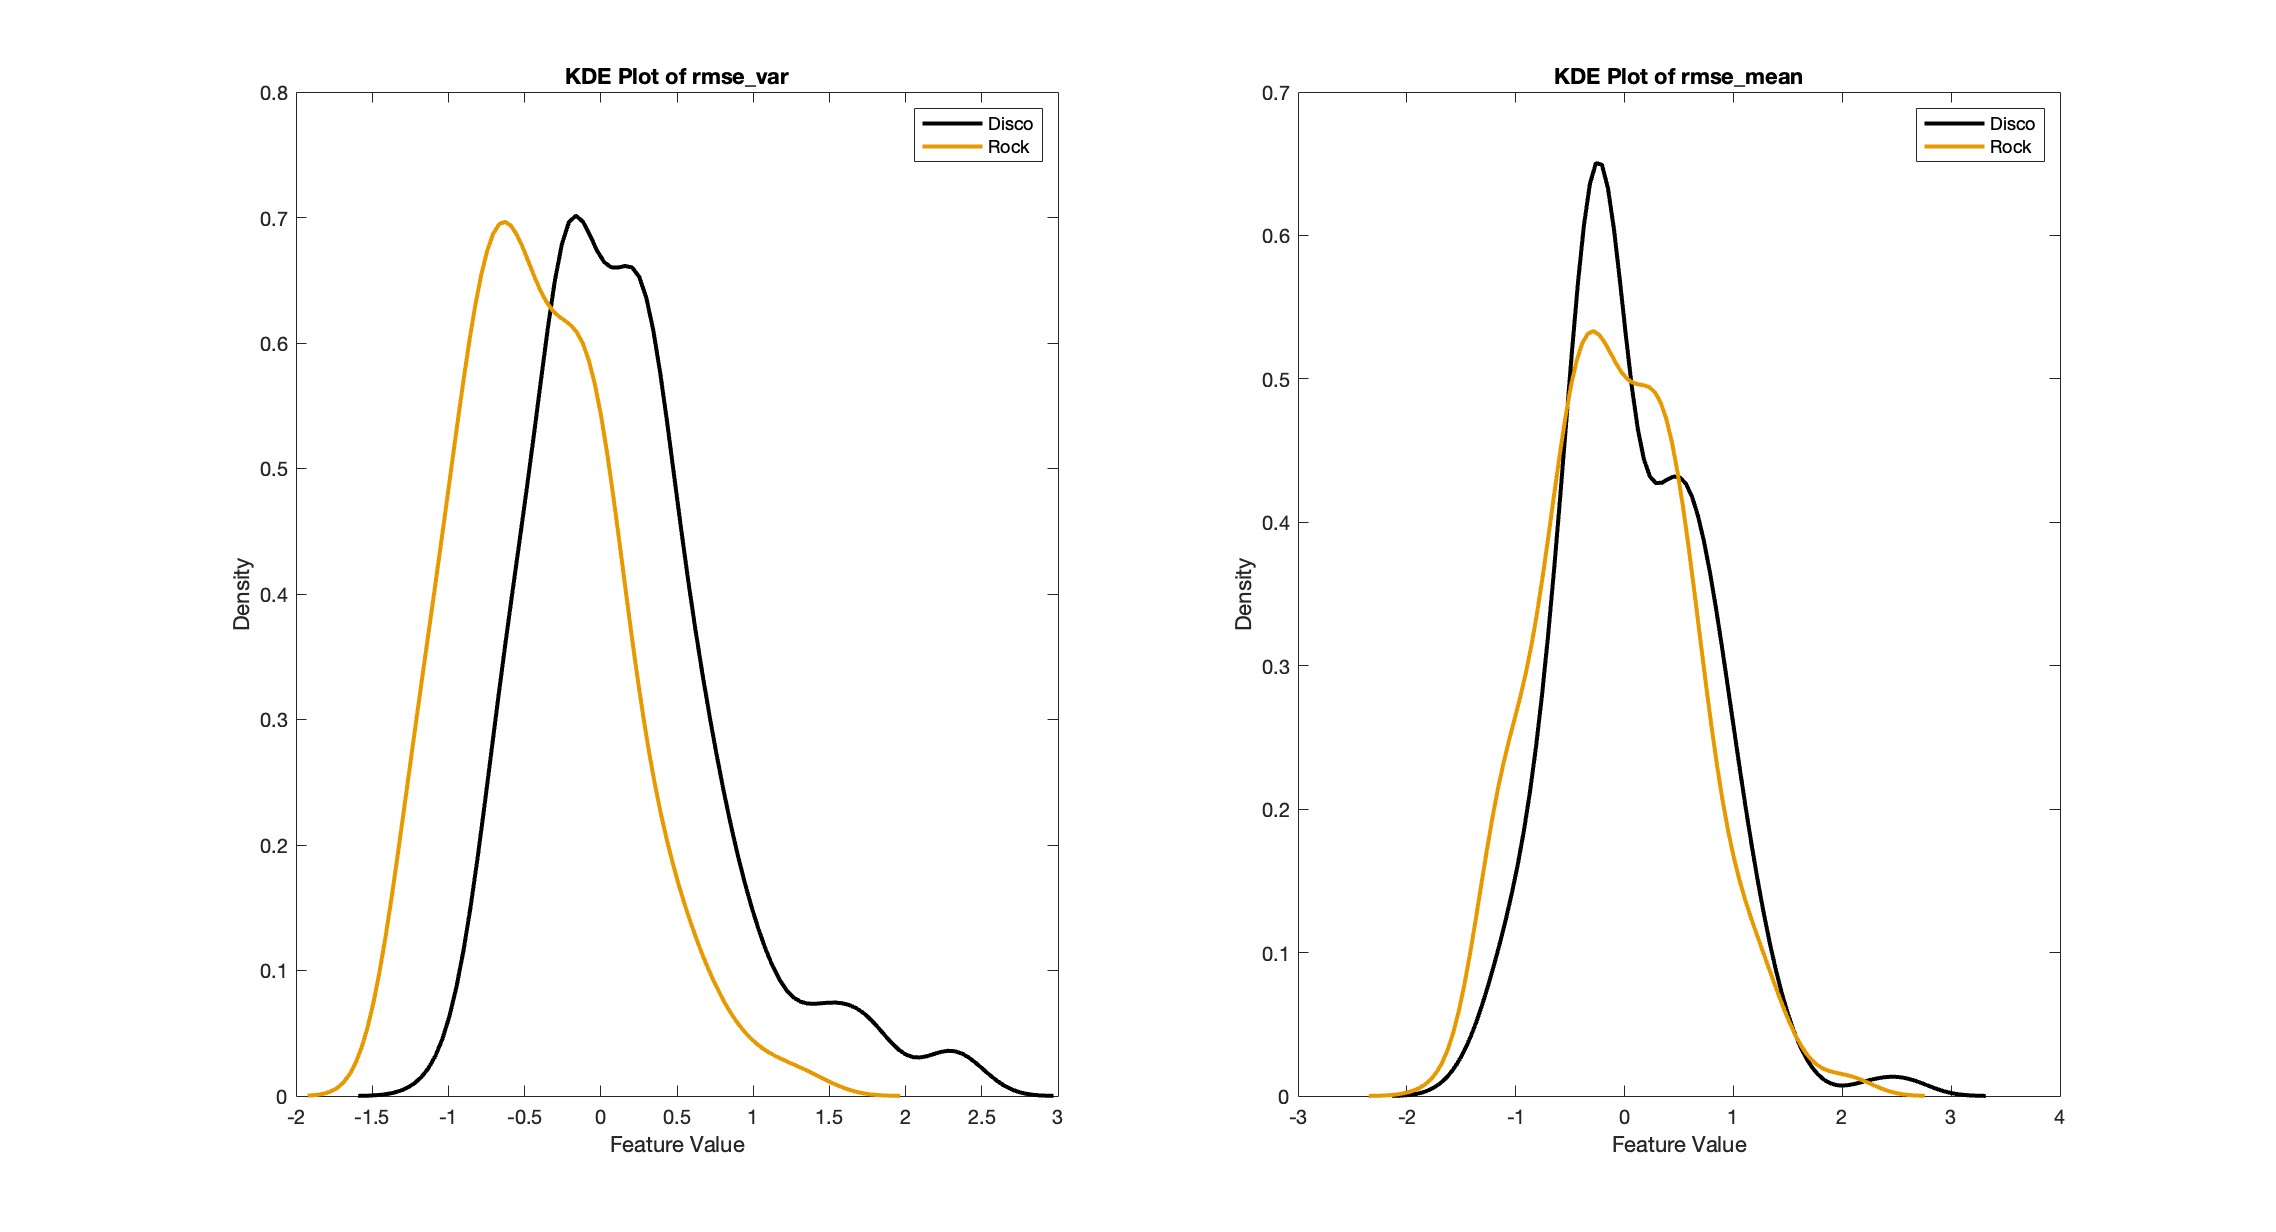 KDE Plot of rmse_var
0.8
0.7
0.6
0.5
0.4
0.3
0.2
0.1
0
Density
Disco
Rock
-2 -1.5 -1 -0.5 0 0.5 1 1.5 2 2.5 3
Feature Value
KDE Plot of rmse_mean
0.7
0.6
0.5
0.4
0.3
0.2
0.1
0
Density
Disco
Rock
-3 -2 -1 0 1 2 3 4
Feature Value